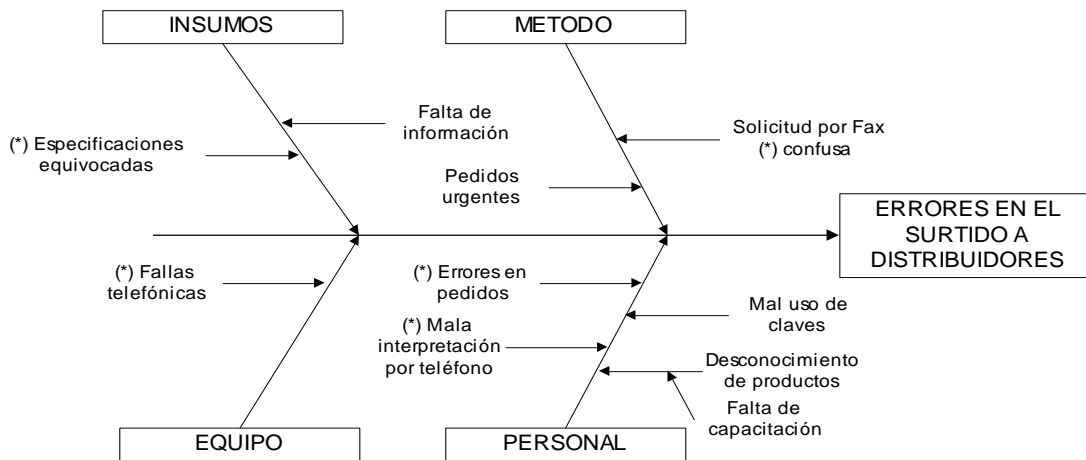 INSUMOS
METODO
Falta de
información
(*) Especificaciones
equivocadas
Solicitud por Fax
(*) confusa
Pedidos
urgentes
ERRORES EN EL
SURTIDO A
DISTRIBUIDORES
(*) Fallas
telefónicas
(*) Errores en
pedidos
Mal uso de
claves
(*) Mala
interpretación
por teléfono
Desconocimiento
de productos
Falta de
capacitación
EQUIPO
PERSONAL